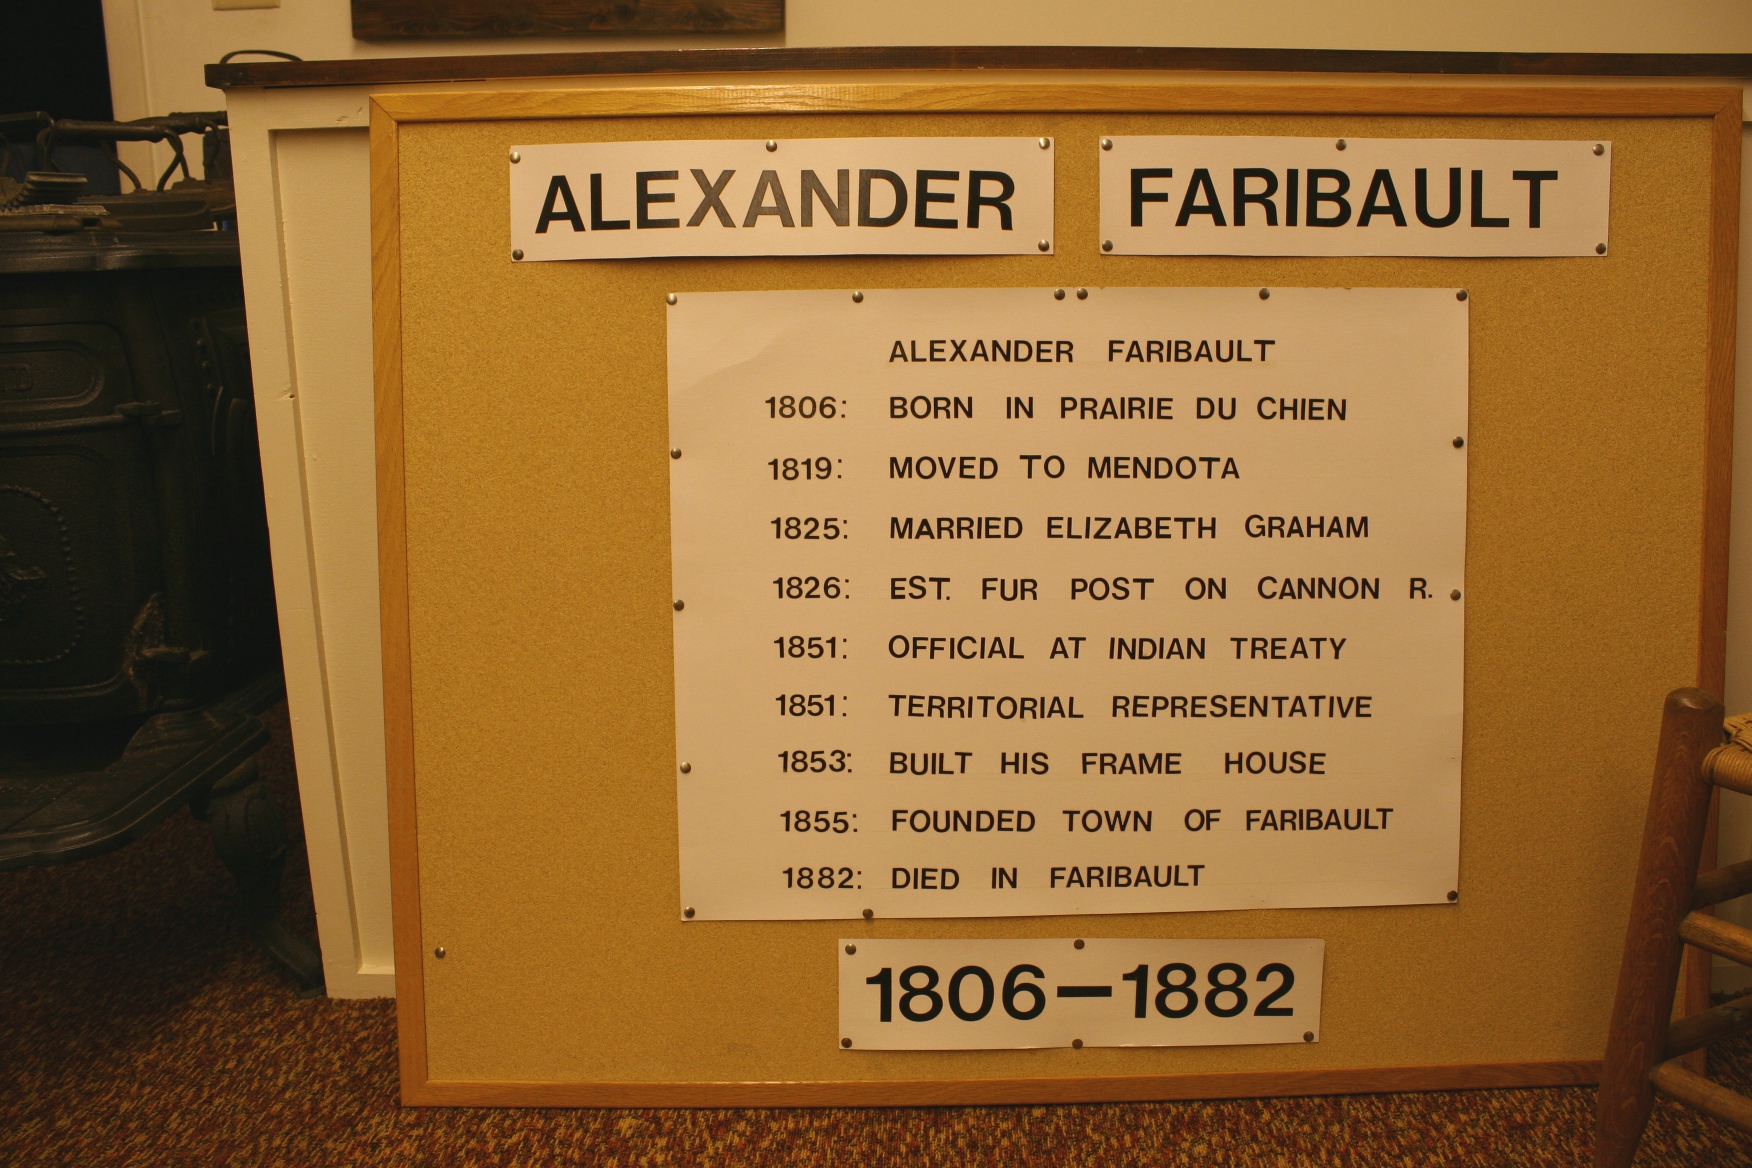 ALEXANDER FARIBAULT
ALEXANDER FARIBAULT
1806: BORN IN PRAIRIE DU CHIEN
1819: MOVED TO MENDOTA
1825: MARRIED ELIZABETH GRAHAM
1826: EST. FUR POST ON CANNON R.
1851: OFFICIAL AT INDIAN TREATY
1851: TERRITORIAL REPRESENTATIVE
1853: BUILT HIS FRAME HOUSE
1855: FOUNDED TOWN OF FARIBAULT
1882: DIED IN FARIBAULT
1806—1882